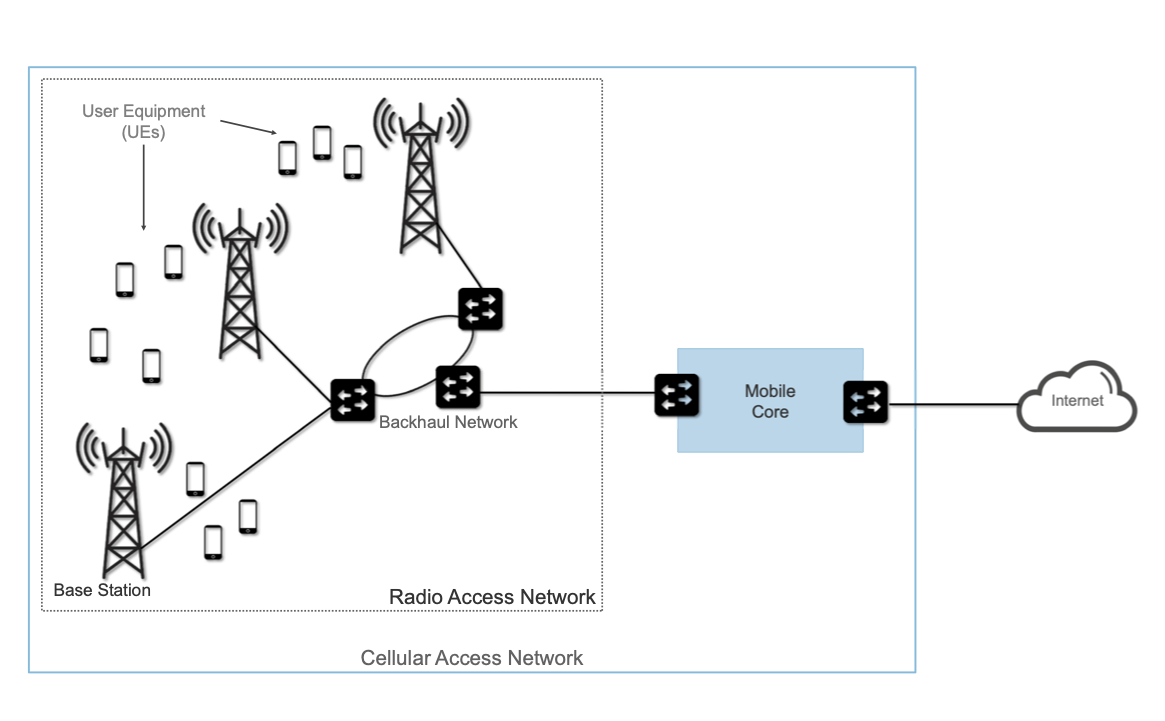 User Equipment
(UEs)
Mobile
Core
Internet
Backhaul Network
Base Station
Radio Access Network
Cellular Access Network